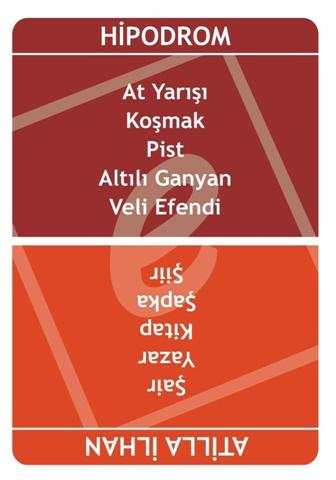 HİPODROM
At Yarışı
Koşmak
Pist
Altılı Ganyan
Veli Efendi
ATİLLA İLHAN
Şair
Yazar
Kitap
Şapka
Şiir